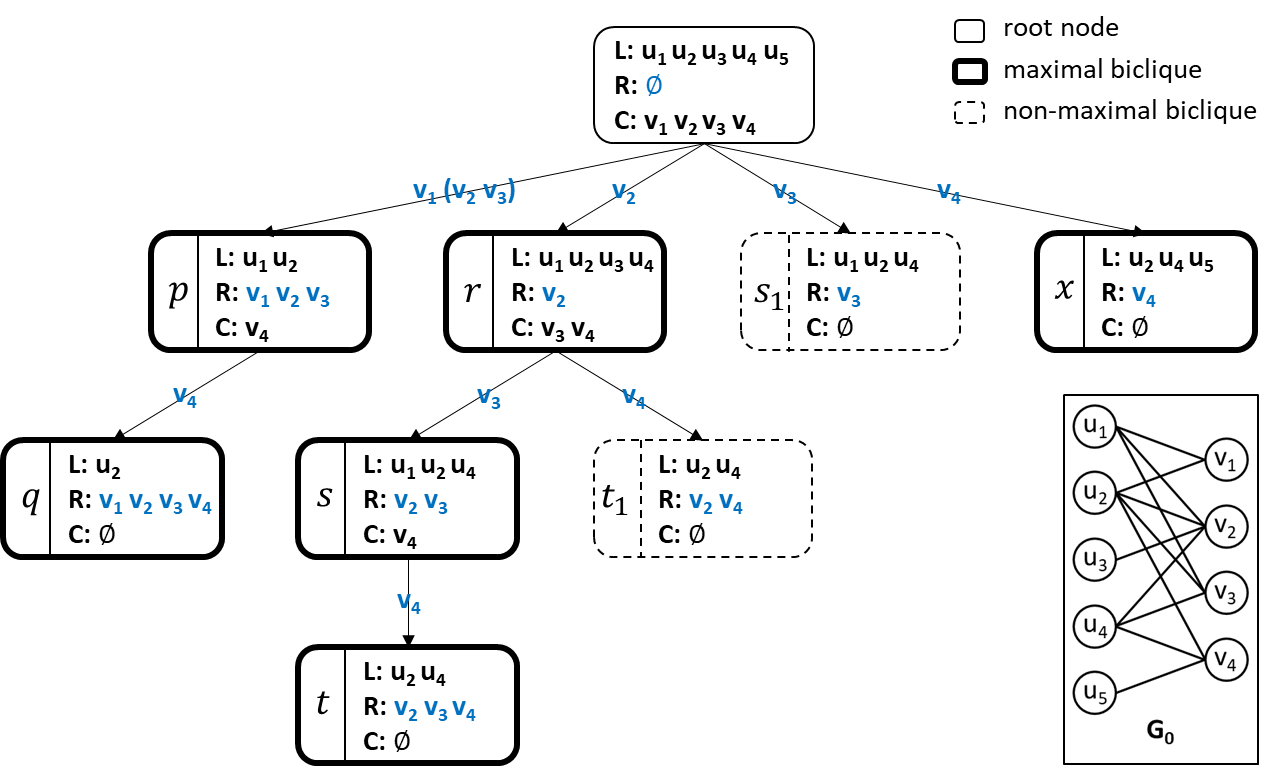 root node
maximal biclique
non-maximal biclique
L: u₁ u₂ u₃ u₄ u₅
R: ∅
C: v₁ v₂ v₃ v₄
v₁ (v₂ v₃)
v₂
v₃
v₄
p
L: u₁ u₂
R: v₁ v₂ v₃
C: v₄
r
L: u₁ u₂ u₃ u₄
R: v₂
C: v₃ v₄
s₁
L: u₁ u₂ u₄
R: v₃
C: ∅
x
L: u₂ u₄ u₅
R: v₄
C: ∅
v₄
v₃
v₄
q
L: u₂
R: v₁ v₂ v₃ v₄
C: ∅
s
L: u₁ u₂ u₄
R: v₂ v₃
C: v₄
t₁
L: u₂ u₄
R: v₂ v₄
C: ∅
v₄
t
L: u₂ u₄
R: v₂ v₃ v₄
C: ∅
u₁
u₂
u₃
u₄
u₅
v₁
v₂
v₃
v₄
G₀